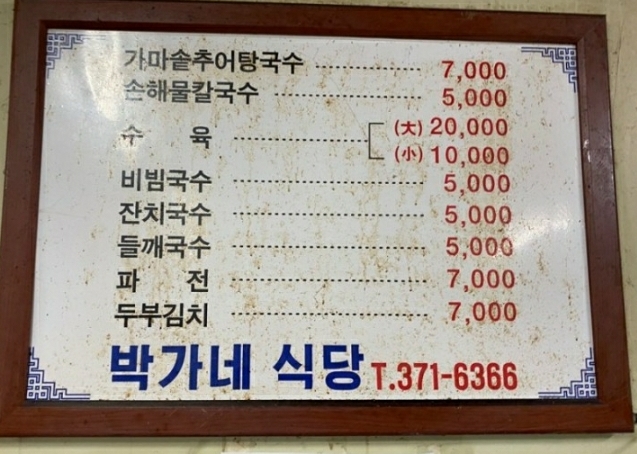 가마솥추어탕국수 7,000
손해물칼국수 5,000
수 육 (大) 20,000
(小) 10,000
비빔국수 5,000
잔치국수 5,000
들깨국수 5,000
파 전 7,000
두부김치 7,000
박가네 식당 T.371-6366